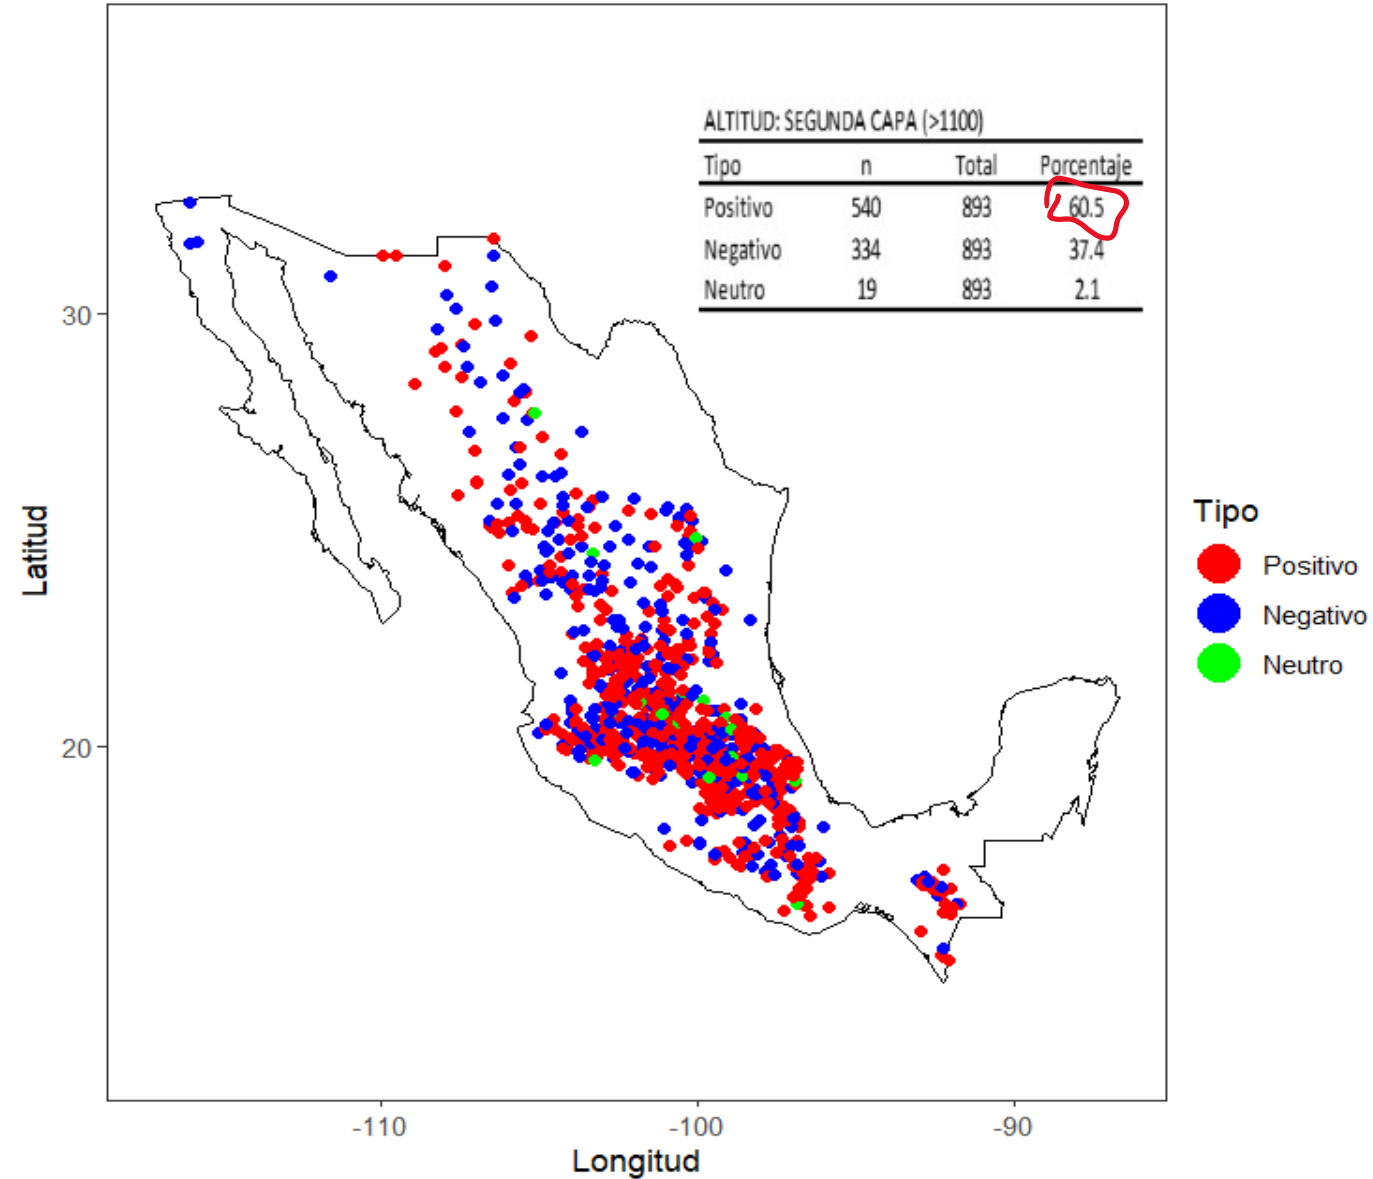 ALTITUD: SEGUNDA CAPA (>1100)
Tipo n Total Porcentaje
Positivo 540 893 60.5
Negativo 334 893 37.4
Neutro 19 893 2.1
30
20
Latitud
-110 -100 -90
Longitud
Tipo
Positivo
Negativo
Neutro